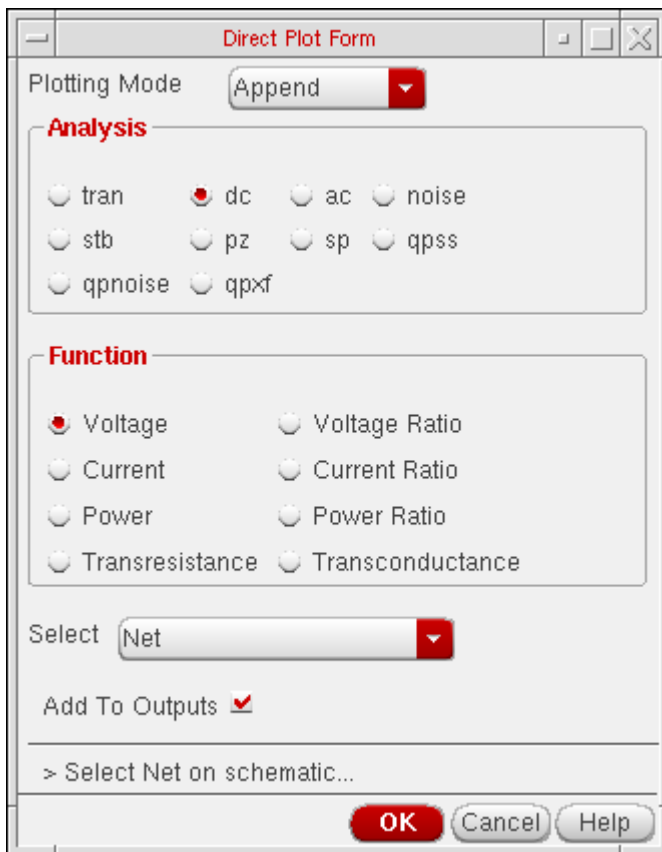 Direct Plot Form
Plotting Mode Append
Analysis
tran dc ac noise
stb pz sp qpss
qpnoise qpxf
Function
Voltage Voltage Ratio
Current Current Ratio
Power Power Ratio
Transresistance Transconductance
Select Net
Add To Outputs
> Select Net on schematic...
OK Cancel Help